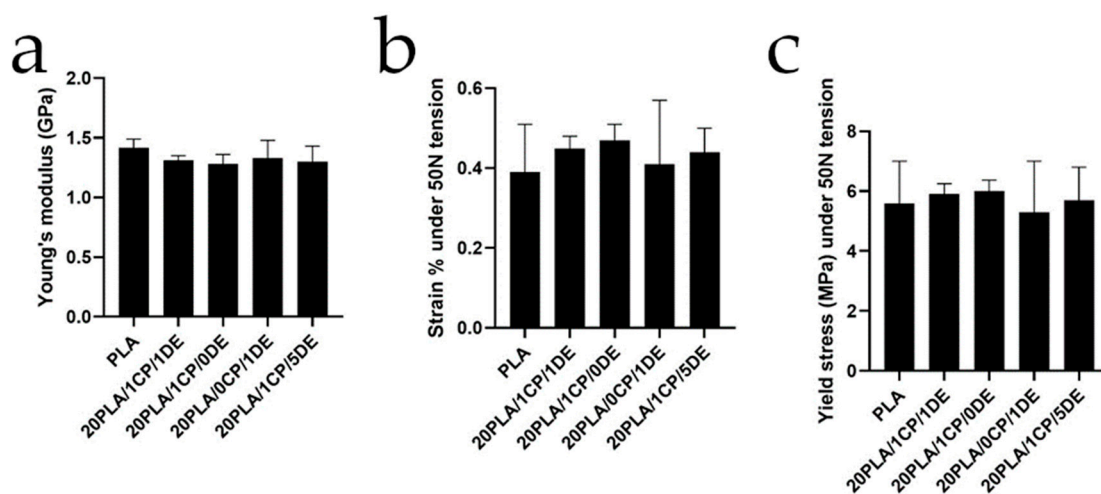 a
Young's modulus (GPa)
2.0
1.5
1.0
0.5
0.0
PLA
20PLA/1CP/1DE
20PLA/1CP/0DE
20PLA/0CP/1DE
20PLA/1CP/5DE
b
Strain % under 50N tension
0.6
0.4
0.2
0.0
PLA
20PLA/1CP/1DE
20PLA/1CP/0DE
20PLA/0CP/1DE
20PLA/1CP/5DE
c
Yield stress (MPa) under 50N tension
8
6
4
2
0
PLA
20PLA/1CP/1DE
20PLA/1CP/0DE
20PLA/0CP/1DE
20PLA/1CP/5DE